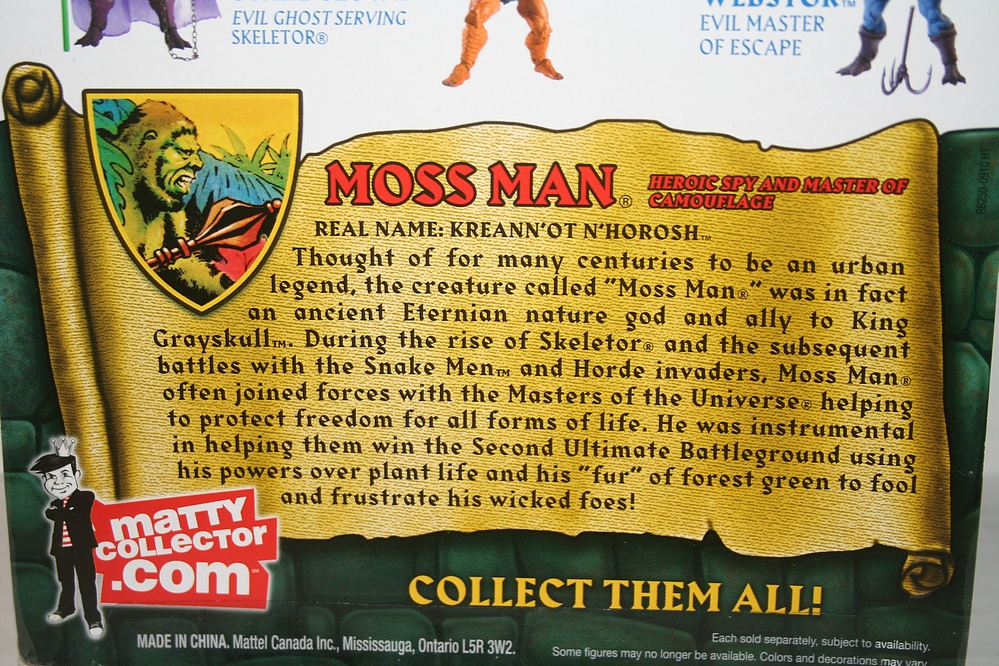 EVIL GHOST SERVING
SKELETOR®
WEBSTOR™
EVIL MASTER
OF ESCAPE
MOSS MAN®
HEROIC SPY AND MASTER OF
CAMOUFLAGE
REAL NAME: KREANN'OT N'HOROSH™
Thought of for many centuries to be an urban
legend, the creature called "Moss Man®" was in fact
an ancient Eternian nature god and ally to King
Grayskull™. During the rise of Skeletor® and the subsequent
battles with the Snake Men™ and Horde invaders, Moss Man®
often joined forces with the Masters of the Universe® helping
to protect freedom for all forms of life. He was instrumental
in helping them win the Second Ultimate Battleground using
his powers over plant life and his "fur" of forest green to fool
and frustrate his wicked foes!
maTTY
COLLECTOR
.com℠
COLLECT THEM ALL!
MADE IN CHINA. Mattel Canada Inc., Mississauga, Ontario L5R 3W2.
Each sold separately, subject to availability.
Some figures may no longer be available. Colors and decorations may vary.